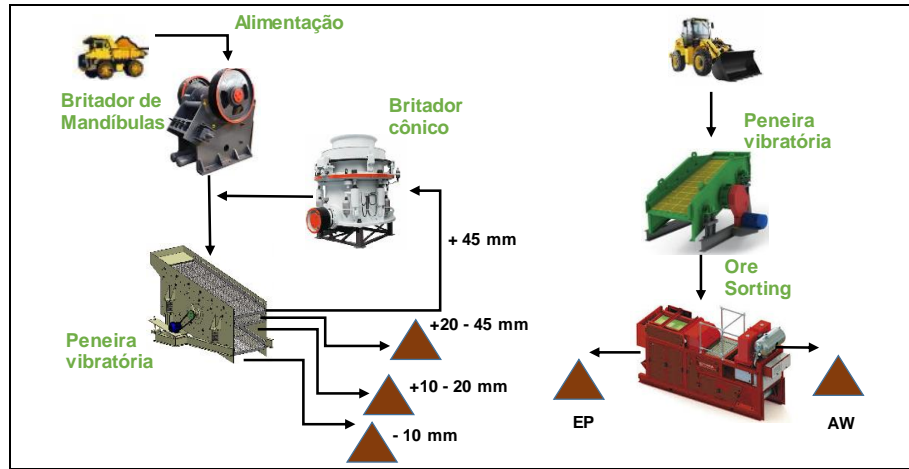 Alimentação
Britador de
Mandíbulas
Britador
cônico
+ 45 mm
Peneira
vibratória
+20 - 45 mm
+10 - 20 mm
- 10 mm
Peneira
vibratória
Ore
Sorting
EP
AW